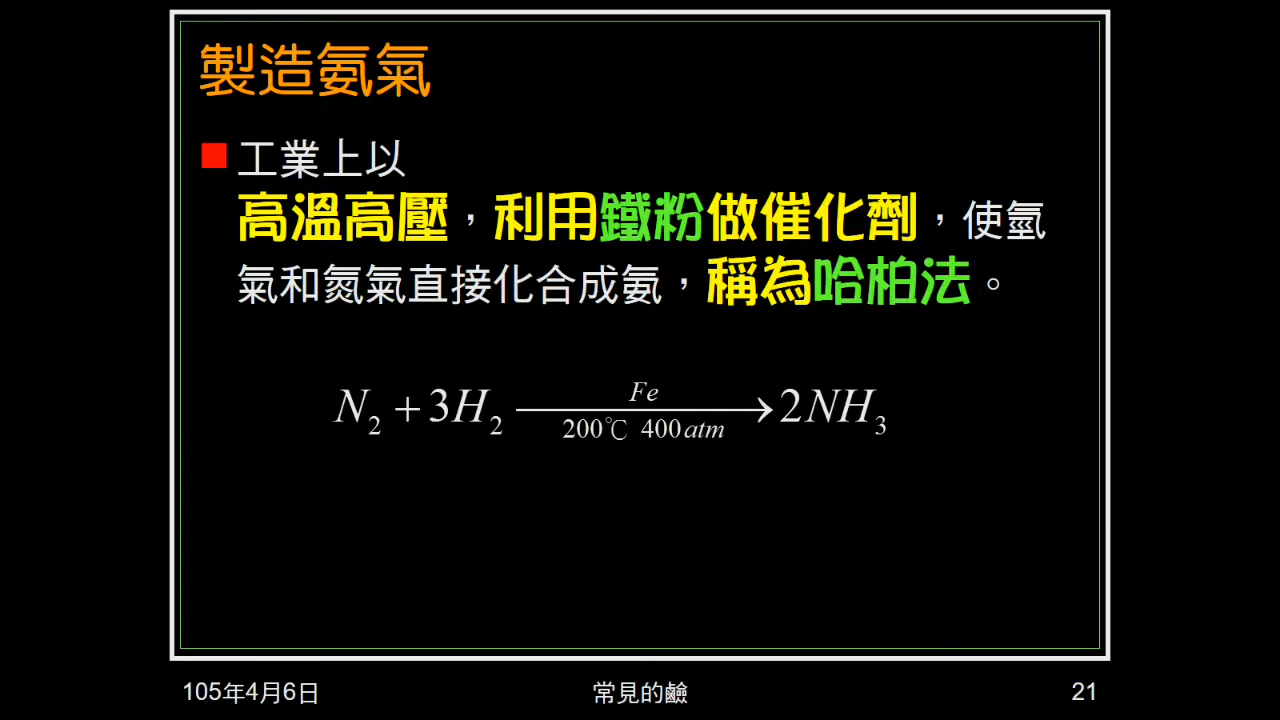 製造氨氣
工業上以
高溫高壓，利用鐵粉做催化劑，使氫
氣和氮氣直接化合成氨，稱為哈柏法。
Fe
N₂ + 3H₂ ⟶ 2NH₃
200℃ 400atm
105年4月6日
常見的鹼
21